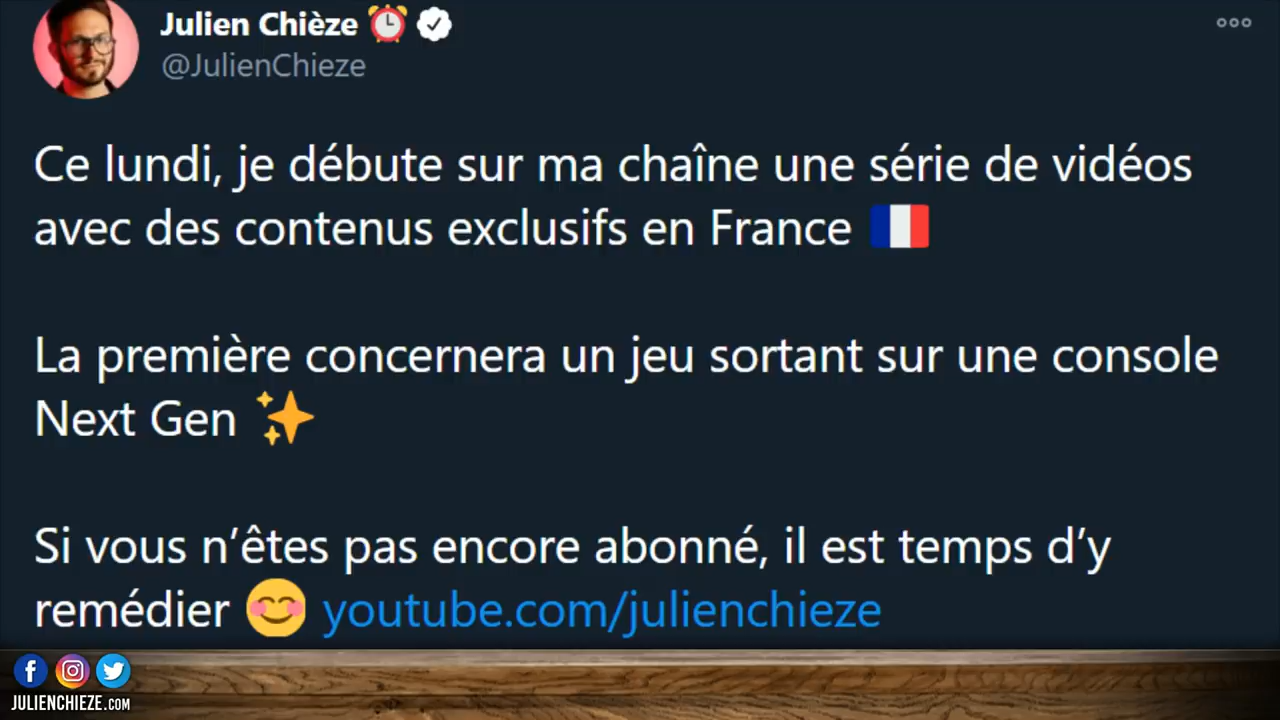 Julien Chièze ⏰
@JulienChieze
Ce lundi, je débute sur ma chaîne une série de vidéos
avec des contenus exclusifs en France 🇫🇷
La première concernera un jeu sortant sur une console
Next Gen ✨
Si vous n’êtes pas encore abonné, il est temps d’y
remédier 😊 youtube.com/julienchieze
JULIENCHIEZE.COM